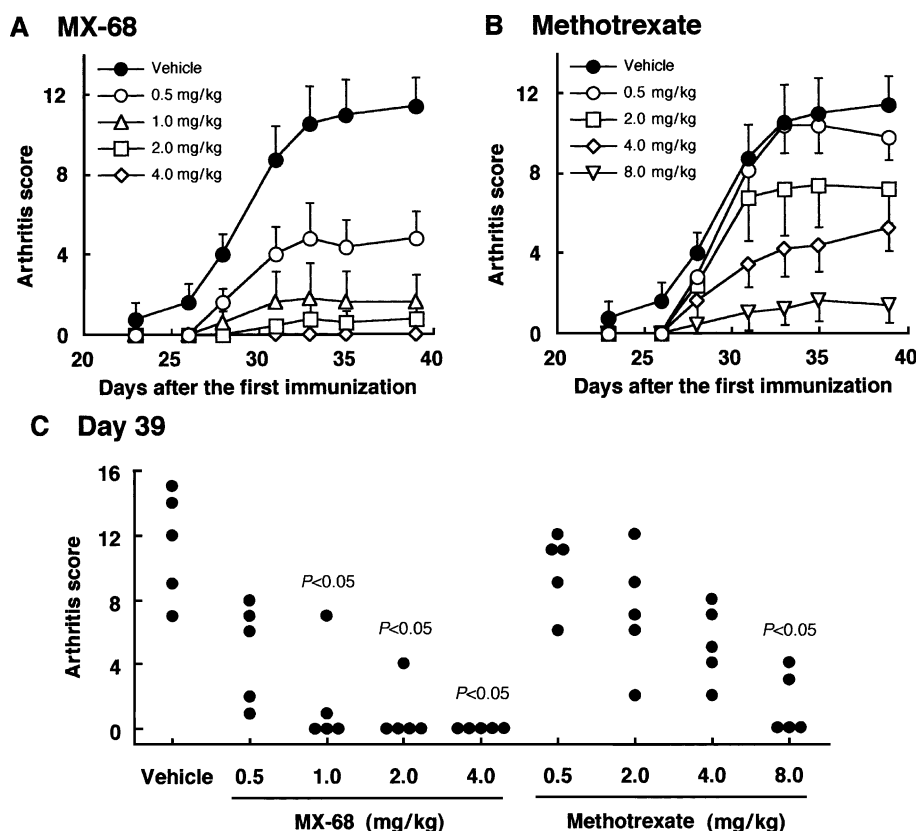 A MX-68
Vehicle
0.5 mg/kg
1.0 mg/kg
2.0 mg/kg
4.0 mg/kg
Arthritis score
12
8
4
0
20 25 30 35 40
Days after the first immunization
B Methotrexate
Vehicle
0.5 mg/kg
2.0 mg/kg
4.0 mg/kg
8.0 mg/kg
Arthritis score
12
8
4
0
20 25 30 35 40
Days after the first immunization
C Day 39
Arthritis score
16
12
8
4
0
P<0.05
P<0.05
P<0.05
P<0.05
Vehicle 0.5 1.0 2.0 4.0 0.5 2.0 4.0 8.0
MX-68 (mg/kg) Methotrexate (mg/kg)